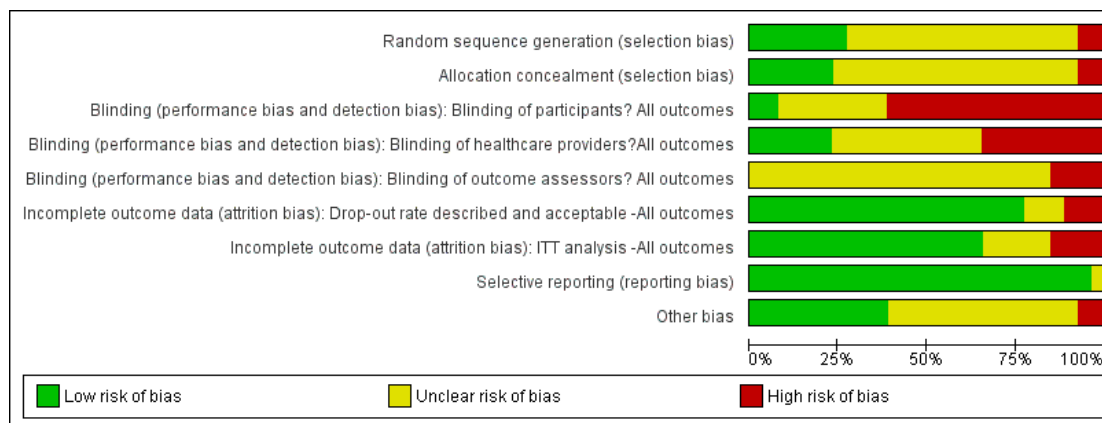 Random sequence generation (selection bias)
Allocation concealment (selection bias)
Blinding (performance bias and detection bias): Blinding of participants? All outcomes
Blinding (performance bias and detection bias): Blinding of healthcare providers?All outcomes
Blinding (performance bias and detection bias): Blinding of outcome assessors? All outcomes
Incomplete outcome data (attrition bias): Drop-out rate described and acceptable -All outcomes
Incomplete outcome data (attrition bias): ITT analysis -All outcomes
Selective reporting (reporting bias)
Other bias
0% 25% 50% 75% 100%
Low risk of bias Unclear risk of bias High risk of bias